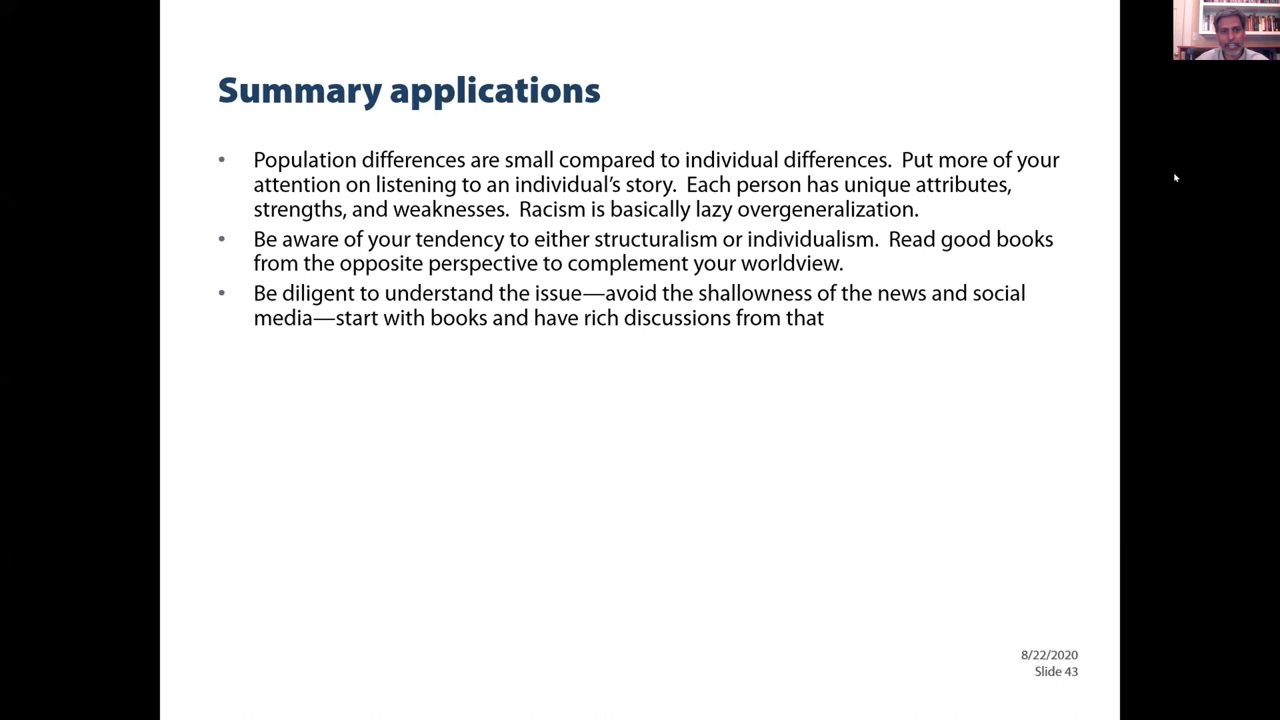 Summary applications
• Population differences are small compared to individual differences.  Put more of your
attention on listening to an individual’s story.  Each person has unique attributes,
strengths, and weaknesses.  Racism is basically lazy overgeneralization.
• Be aware of your tendency to either structuralism or individualism.  Read good books
from the opposite perspective to complement your worldview.
• Be diligent to understand the issue—avoid the shallowness of the news and social
media—start with books and have rich discussions from that
8/22/2020
Slide 43